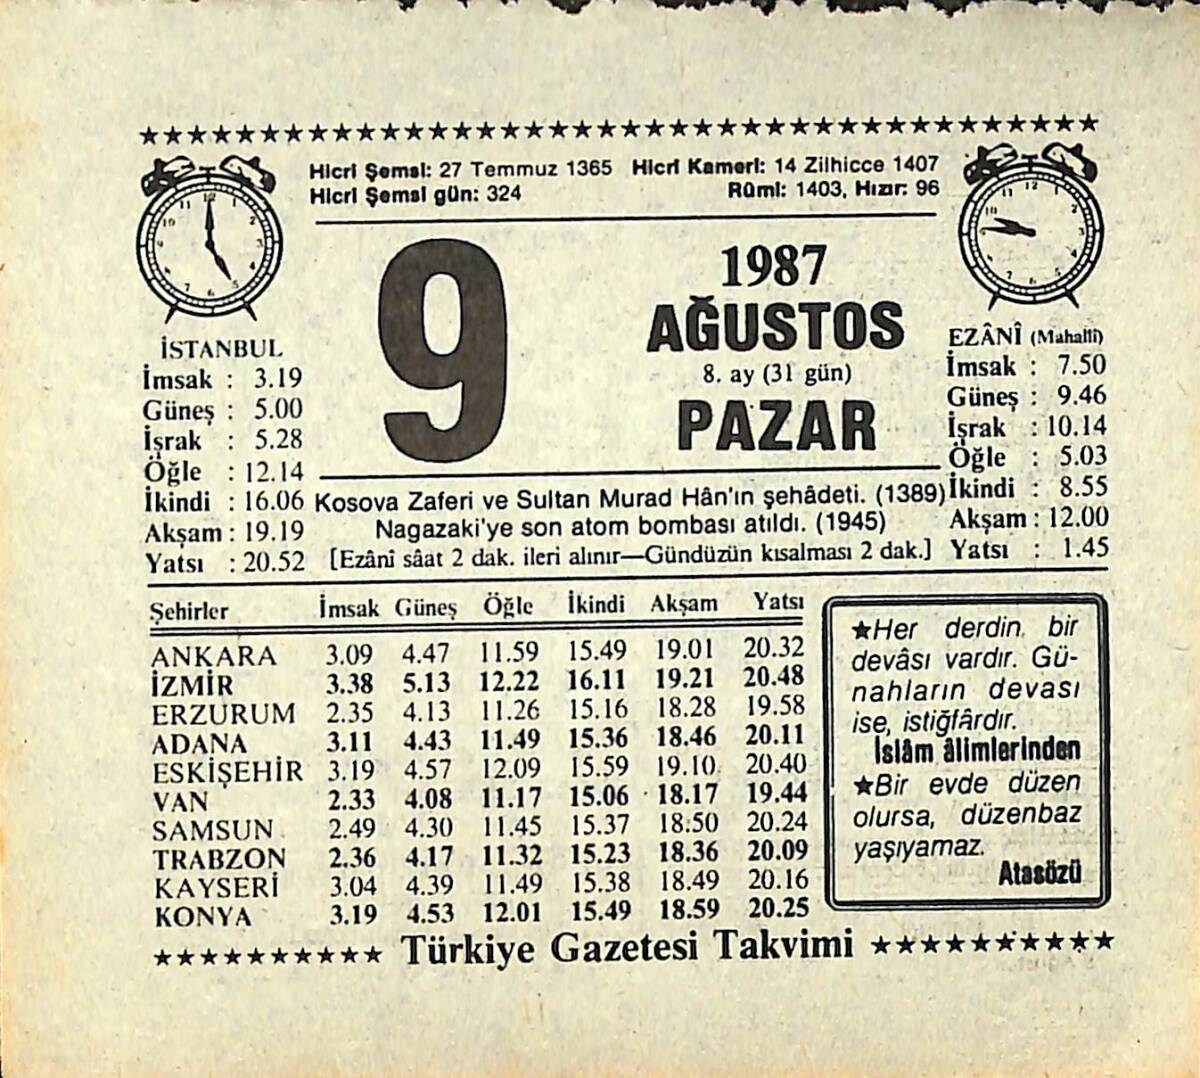 Hicrî Şemsî: 27 Temmuz 1365 Hicrî Kamerî: 14 Zilhicce 1407
Hicrî Şemsî gün: 324 Rûmî: 1403, Hızır: 96
9
1987
AĞUSTOS
8. ay (31 gün)
PAZAR
İSTANBUL
İmsak : 3.19
Güneş : 5.00
İşrak : 5.28
Öğle : 12.14
İkindi : 16.06
Akşam : 19.19
Yatsı : 20.52
EZÂNÎ (Mahallî)
İmsak : 7.50
Güneş : 9.46
İşrak : 10.14
Öğle : 5.03
İkindi : 8.55
Akşam : 12.00
Yatsı : 1.45
Kosova Zaferi ve Sultan Murad Hân'ın şehâdeti. (1389)
Nagazaki'ye son atom bombası atıldı. (1945)
[Ezânî sâat 2 dak. ileri alınır—Gündüzün kısalması 2 dak.]
Şehirler İmsak Güneş Öğle İkindi Akşam Yatsı
ANKARA 3.09 4.47 11.59 15.49 19.01 20.32
İZMİR 3.38 5.13 12.22 16.11 19.21 20.48
ERZURUM 2.35 4.13 11.26 15.16 18.28 19.58
ADANA 3.11 4.43 11.49 15.36 18.46 20.11
ESKİŞEHİR 3.19 4.57 12.09 15.59 19.10 20.40
VAN 2.33 4.08 11.17 15.06 18.17 19.44
SAMSUN 2.49 4.30 11.45 15.37 18.50 20.24
TRABZON 2.36 4.17 11.32 15.23 18.36 20.09
KAYSERİ 3.04 4.39 11.49 15.38 18.49 20.16
KONYA 3.19 4.53 12.01 15.49 18.59 20.25
★Her derdin bir
devâsı vardır. Gü-
nahların devası
ise, istiğfârdır.
İslâm âlimlerinden
★Bir evde düzen
olursa, düzenbaz
yaşıyamaz.
Atasözü
Türkiye Gazetesi Takvimi